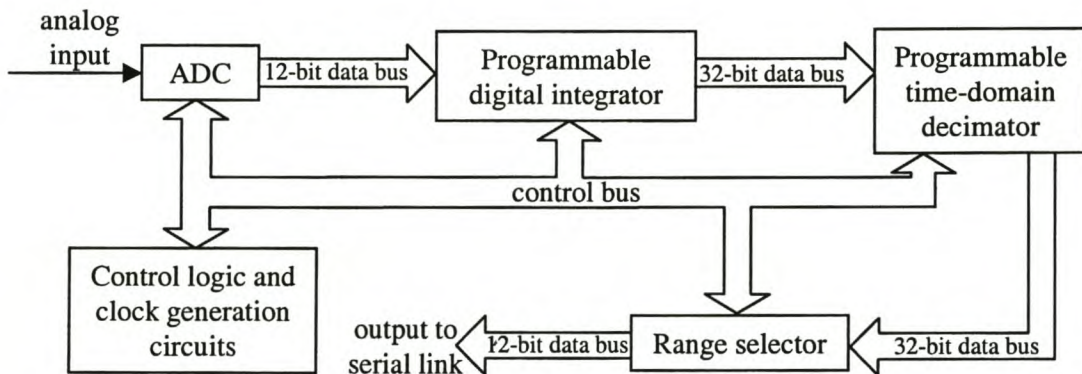 analog
input
ADC
12-bit data bus
Programmable
digital integrator
32-bit data bus
Programmable
time-domain
decimator
control bus
Control logic and
clock generation
circuits
output to
serial link
12-bit data bus
Range selector
32-bit data bus